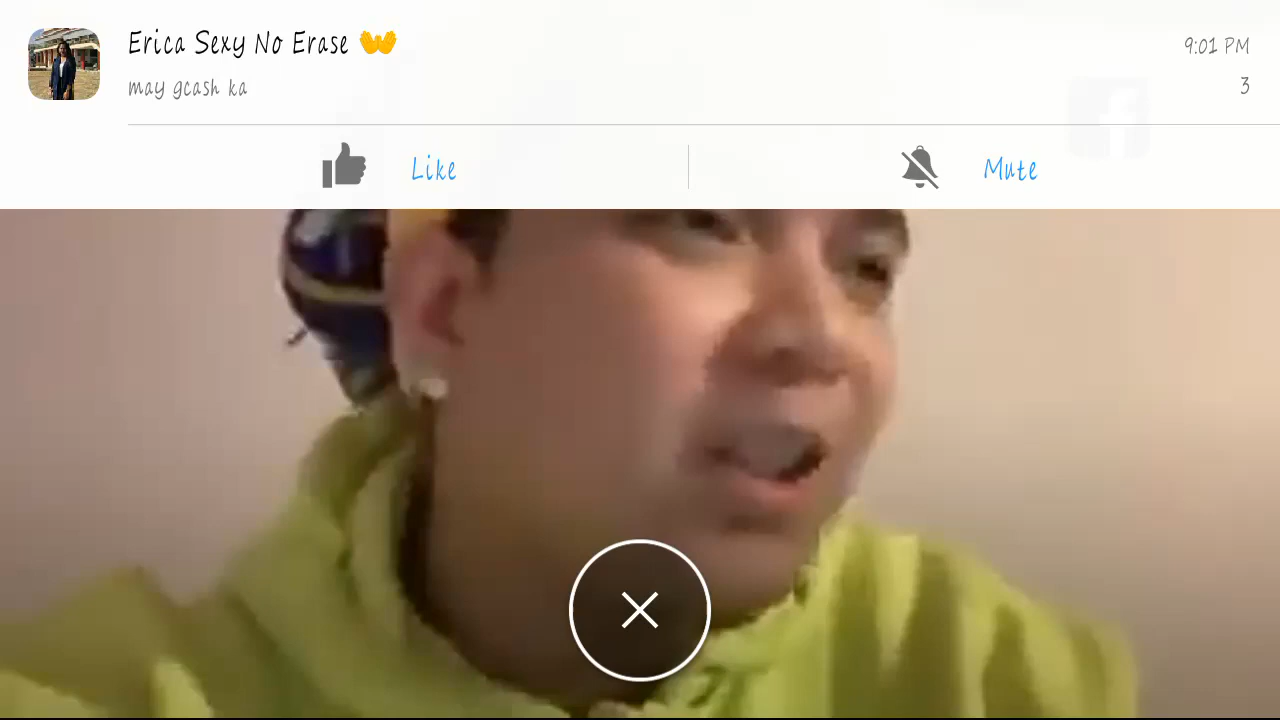 Erica Sexy No Erase 👐
9:01 PM
may gcash ka
3
Like
Mute